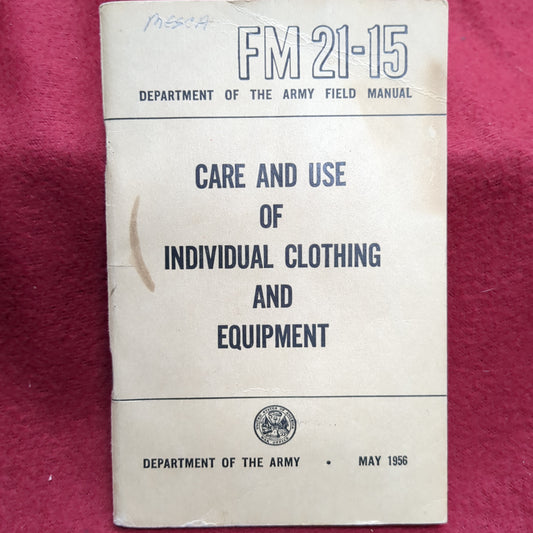 MESCA
FM 21-15
DEPARTMENT OF THE ARMY FIELD MANUAL
CARE AND USE
OF
INDIVIDUAL CLOTHING
AND
EQUIPMENT
DEPARTMENT OF THE ARMY • MAY 1956